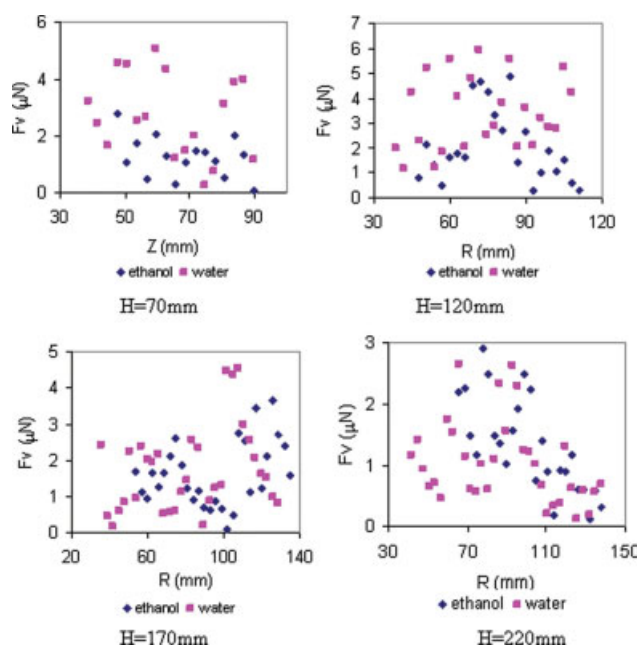 6
4
2
0
Fv (µN)
30 50 70 90
Z (mm)
◆ethanol ■water
H=70mm
6
5
4
3
2
1
0
Fv (µN)
30 60 90 120
R (mm)
◆ethanol ■water
H=120mm
5
4
3
2
1
0
Fv (µN)
20 60 100 140
R (mm)
◆ethanol ■water
H=170mm
3
2
1
0
Fv (µN)
30 70 110 150
R (mm)
◆ethanol ■water
H=220mm